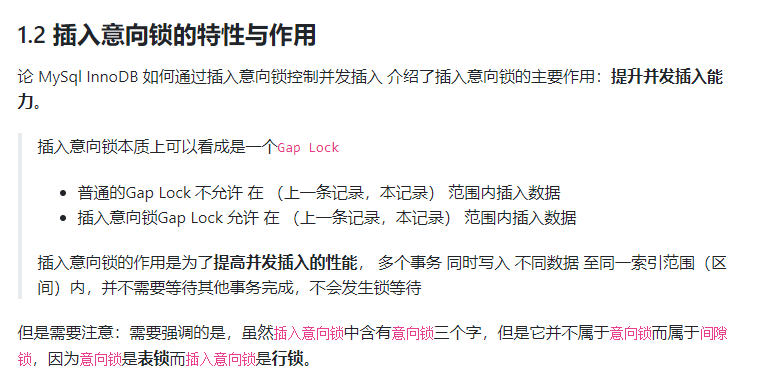 1.2 插入意向锁的特性与作用
论 MySql InnoDB 如何通过插入意向锁控制并发插入 介绍了插入意向锁的主要作用：提升并发插入能
力。
插入意向锁本质上可以看成是一个Gap Lock
• 普通的Gap Lock 不允许 在 （上一条记录，本记录） 范围内插入数据
• 插入意向锁Gap Lock 允许 在 （上一条记录，本记录） 范围内插入数据
插入意向锁的作用是为了提高并发插入的性能， 多个事务 同时写入 不同数据 至同一索引范围（区
间）内，并不需要等待其他事务完成，不会发生锁等待
但是需要注意：需要强调的是，虽然插入意向锁中含有意向锁三个字，但是它并不属于意向锁而属于间隙
锁，因为意向锁是表锁而插入意向锁是行锁。